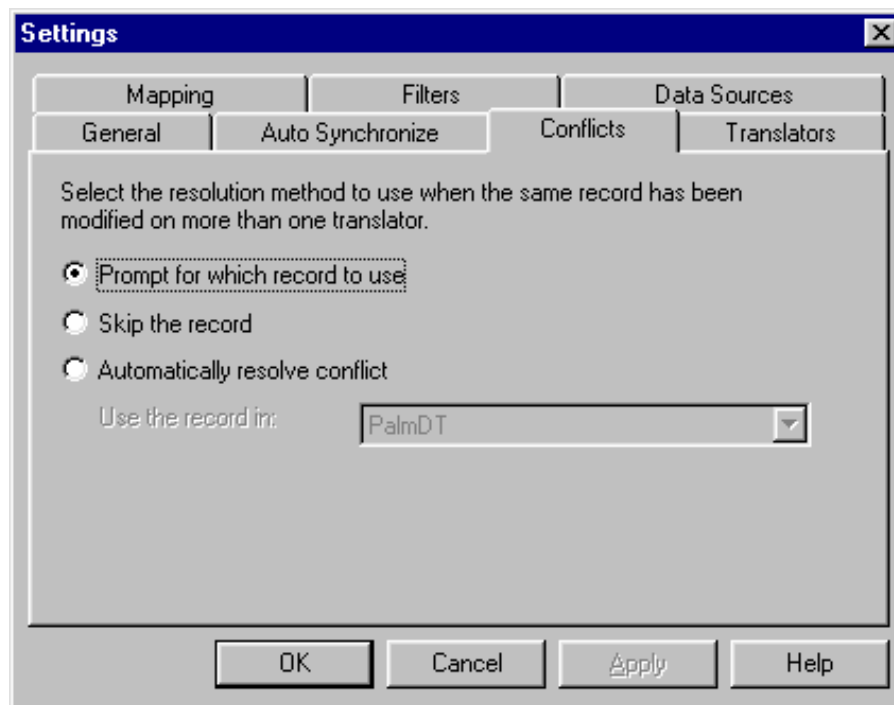 Settings
Mapping Filters Data Sources
General Auto Synchronize Conflicts Translators
Select the resolution method to use when the same record has been
modified on more than one translator.
Prompt for which record to use
Skip the record
Automatically resolve conflict
Use the record in: PalmDT
OK Cancel Apply Help